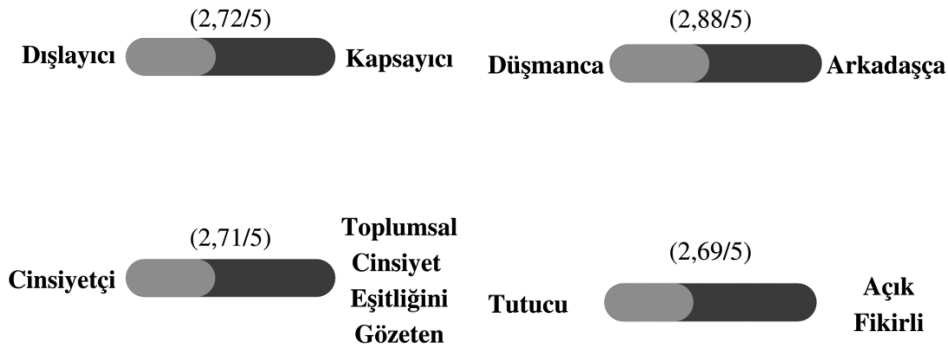 (2,72/5)
Dışlayıcı
Kapsayıcı
(2,88/5)
Düşmanca
Arkadaşça
(2,71/5)
Cinsiyetçi
Toplumsal
Cinsiyet
Eşitliğini
Gözeten
(2,69/5)
Tutucu
Açık
Fikirli